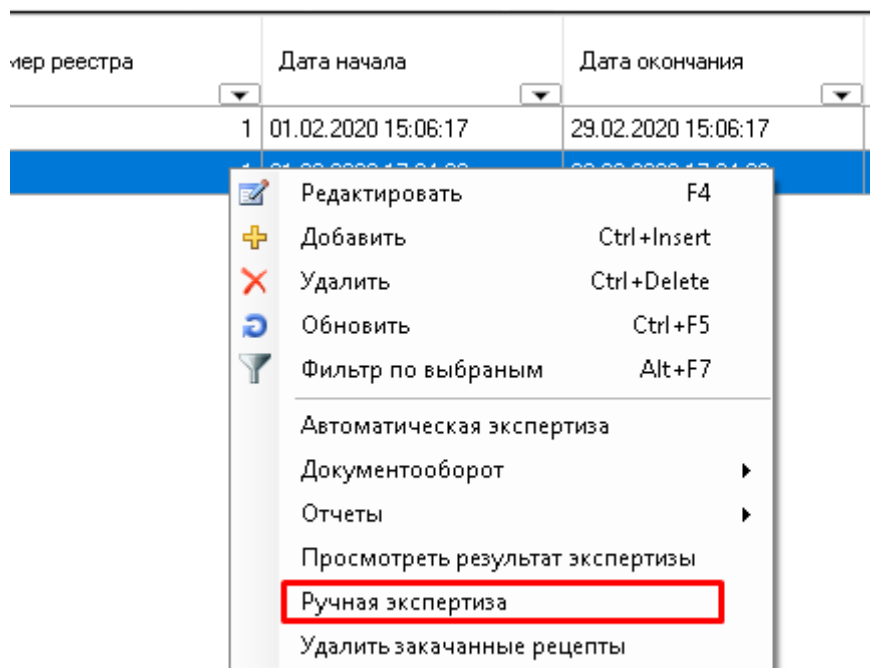 мер реестра Дата начала Дата окончания
1 01.02.2020 15:06:17 29.02.2020 15:06:17
Редактировать F4
Добавить Ctrl+Insert
Удалить Ctrl+Delete
Обновить Ctrl+F5
Фильтр по выбраным Alt+F7
Автоматическая экспертиза
Документооборот
Отчеты
Просмотреть результат экспертизы
Ручная экспертиза
Удалить закачанные рецепты